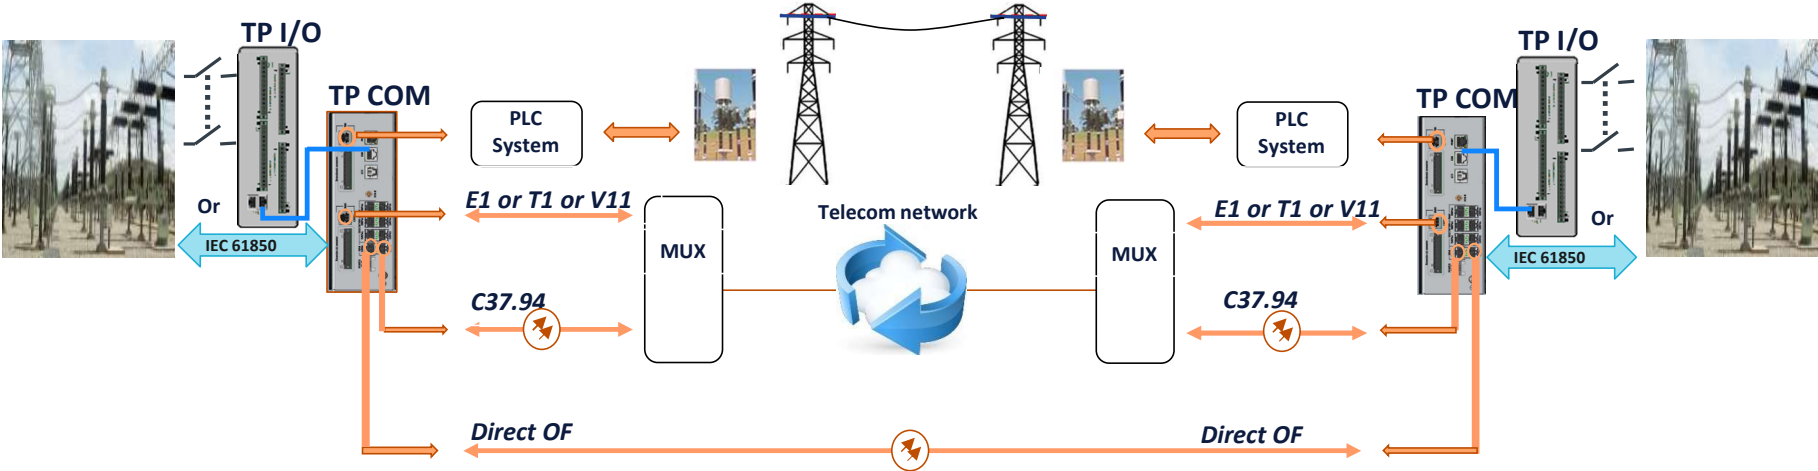 TP I/O
TP COM
Or
IEC 61850
PLC
System
E1 or T1 or V11
MUX
C37.94
Direct OF
Telecom network
PLC
System
E1 or T1 or V11
MUX
C37.94
Direct OF
TP I/O
TP COM
Or
IEC 61850